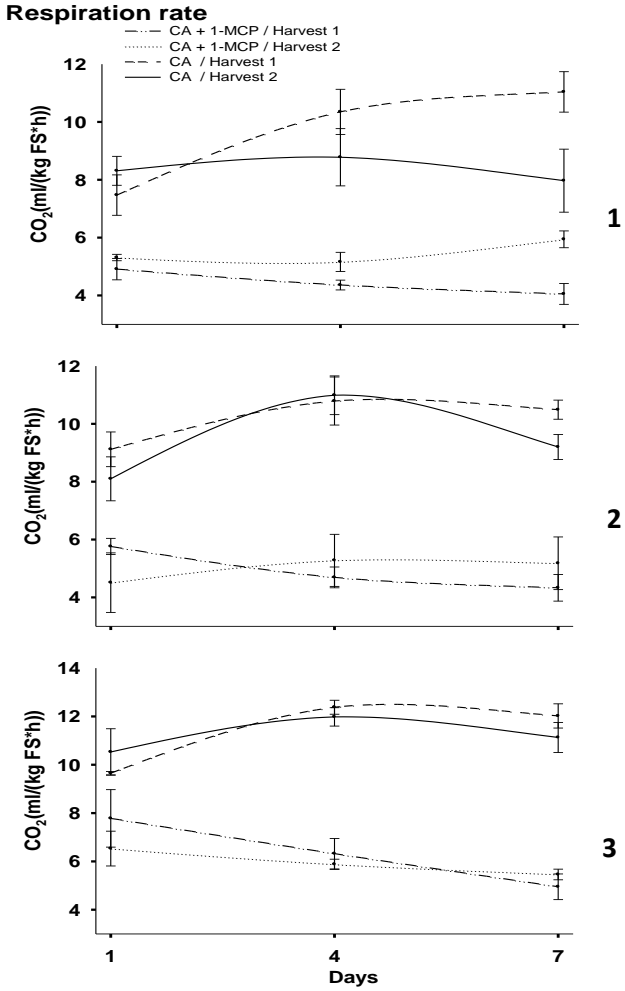 Respiration rate
CA + 1-MCP / Harvest 1
CA + 1-MCP / Harvest 2
CA / Harvest 1
CA / Harvest 2
12
10
8
6
4
CO₂(ml/(kg FS*h))
1
12
10
8
6
4
CO₂(ml/(kg FS*h))
2
14
12
10
8
6
4
CO₂(ml/(kg FS*h))
3
1 4 7
Days